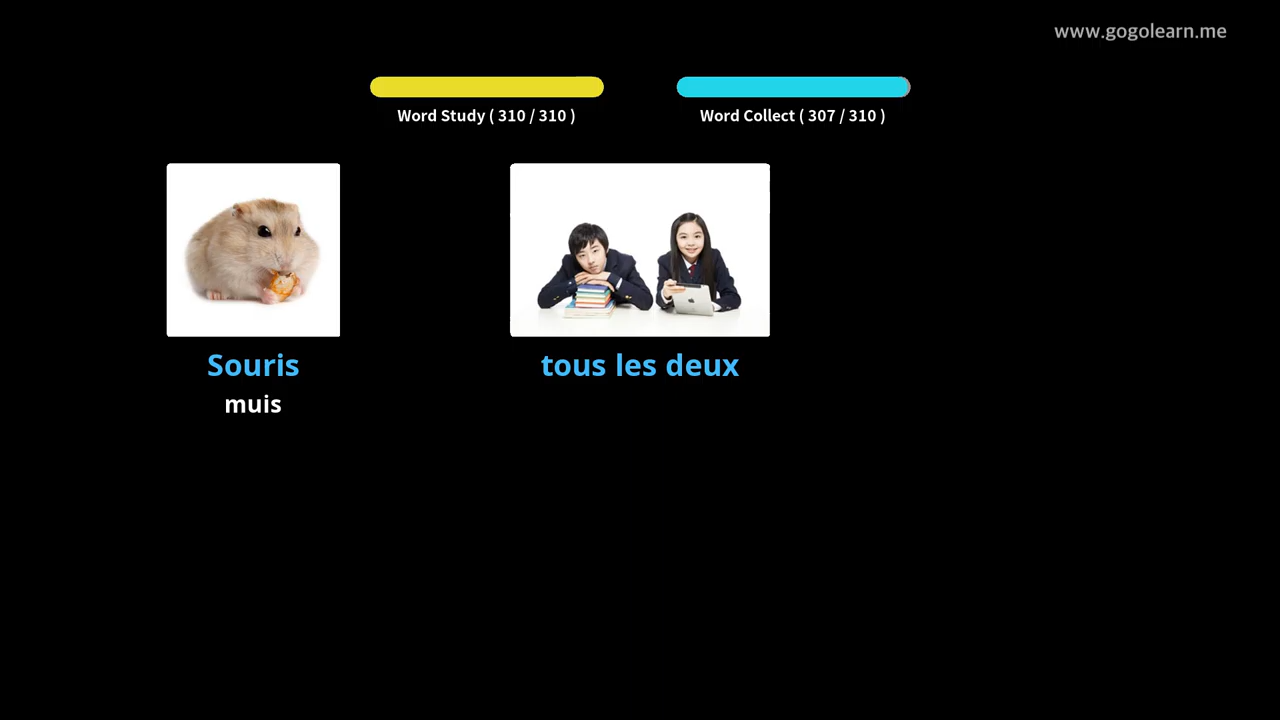 www.gogolearn.me
Word Study ( 310 / 310 )
Word Collect ( 307 / 310 )
Souris
muis
tous les deux